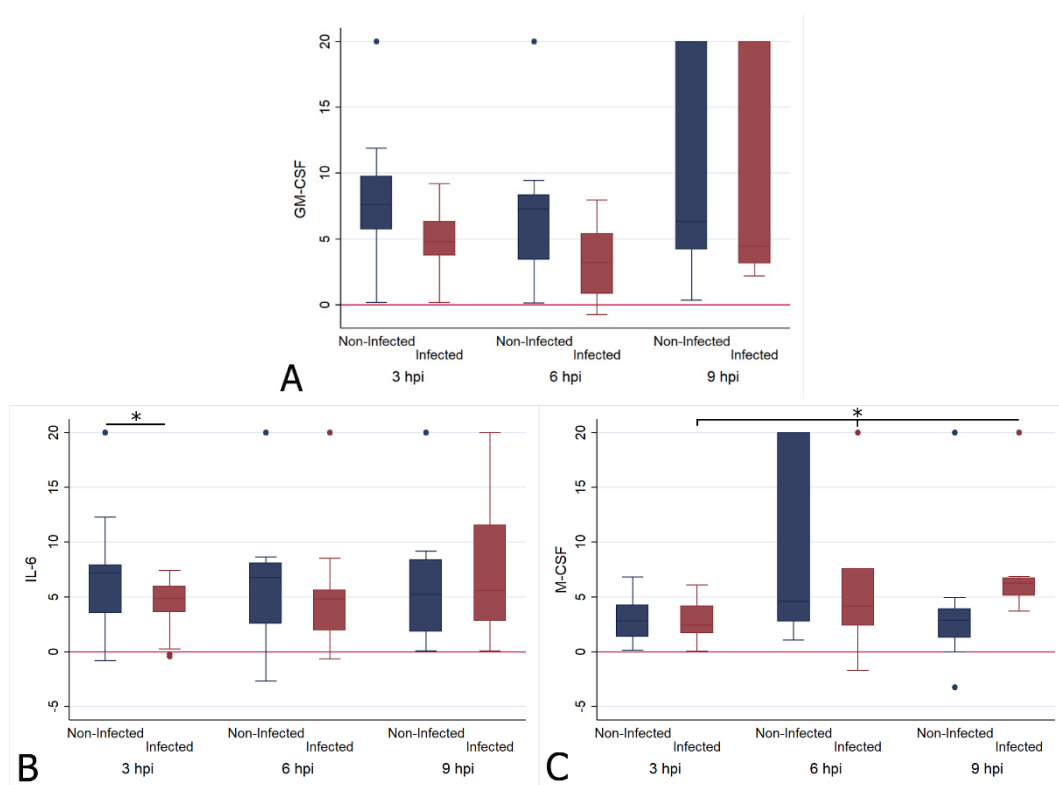 20
15
10
5
0
GM-CSF
Non-Infected Non-Infected Non-Infected
Infected Infected Infected
3 hpi 6 hpi 9 hpi
A
*
20
15
10
5
0
-5
IL-6
Non-Infected Non-Infected Non-Infected
Infected Infected Infected
3 hpi 6 hpi 9 hpi
B
*
20
15
10
5
0
-5
M-CSF
Non-Infected Non-Infected Non-Infected
Infected Infected Infected
3 hpi 6 hpi 9 hpi
C